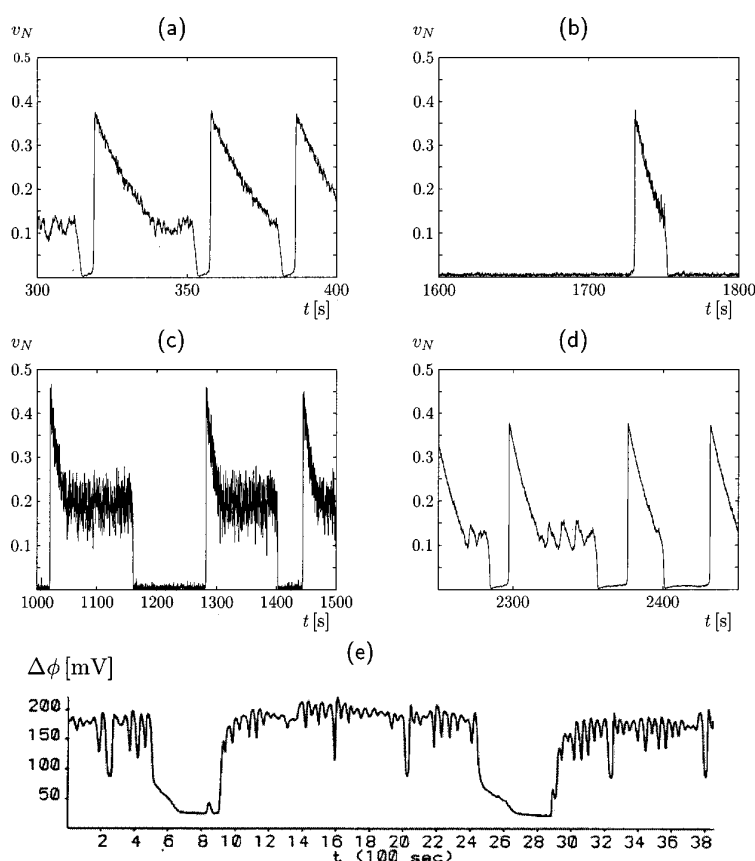 (a)
v_N
0.5
0.4
0.3
0.2
0.1
300 350 400
t [s]
(b)
v_N
0.5
0.4
0.3
0.2
0.1
1600 1700 1800
t [s]
(c)
v_N
0.5
0.4
0.3
0.2
0.1
1000 1100 1200 1300 1400 1500
t [s]
(d)
v_N
0.5
0.4
0.3
0.2
0.1
2300 2400
t [s]
(e)
Δϕ [mV]
200
150
100
50
2 4 6 8 10 12 14 16 18 20 22 24 26 28 30 32 34 36 38
t (100 sec)